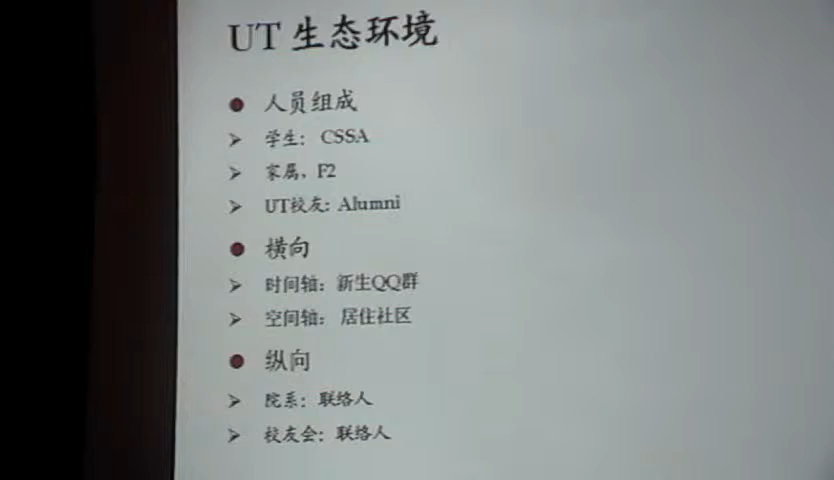 UT 生态环境
人员组成
学生: CSSA
家属, F2
UT校友: Alumni
横向
时间轴: 新生QQ群
空间轴: 居住社区
纵向
院系: 联络人
校友会: 联络人